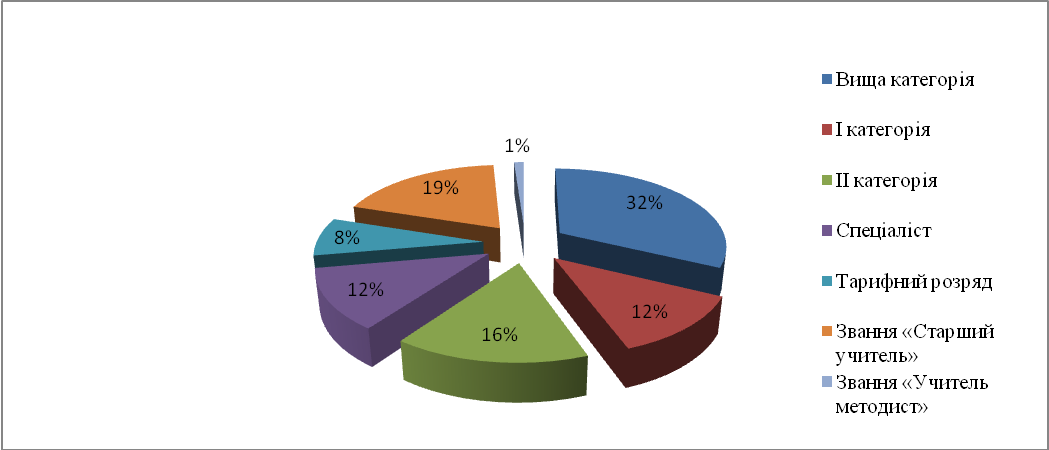 Вища категорія
І категорія
ІІ категорія
Спеціаліст
Тарифний розряд
Звання «Старший
учитель»
Звання «Учитель
методист»
1%
32%
19%
8%
12%
12%
16%